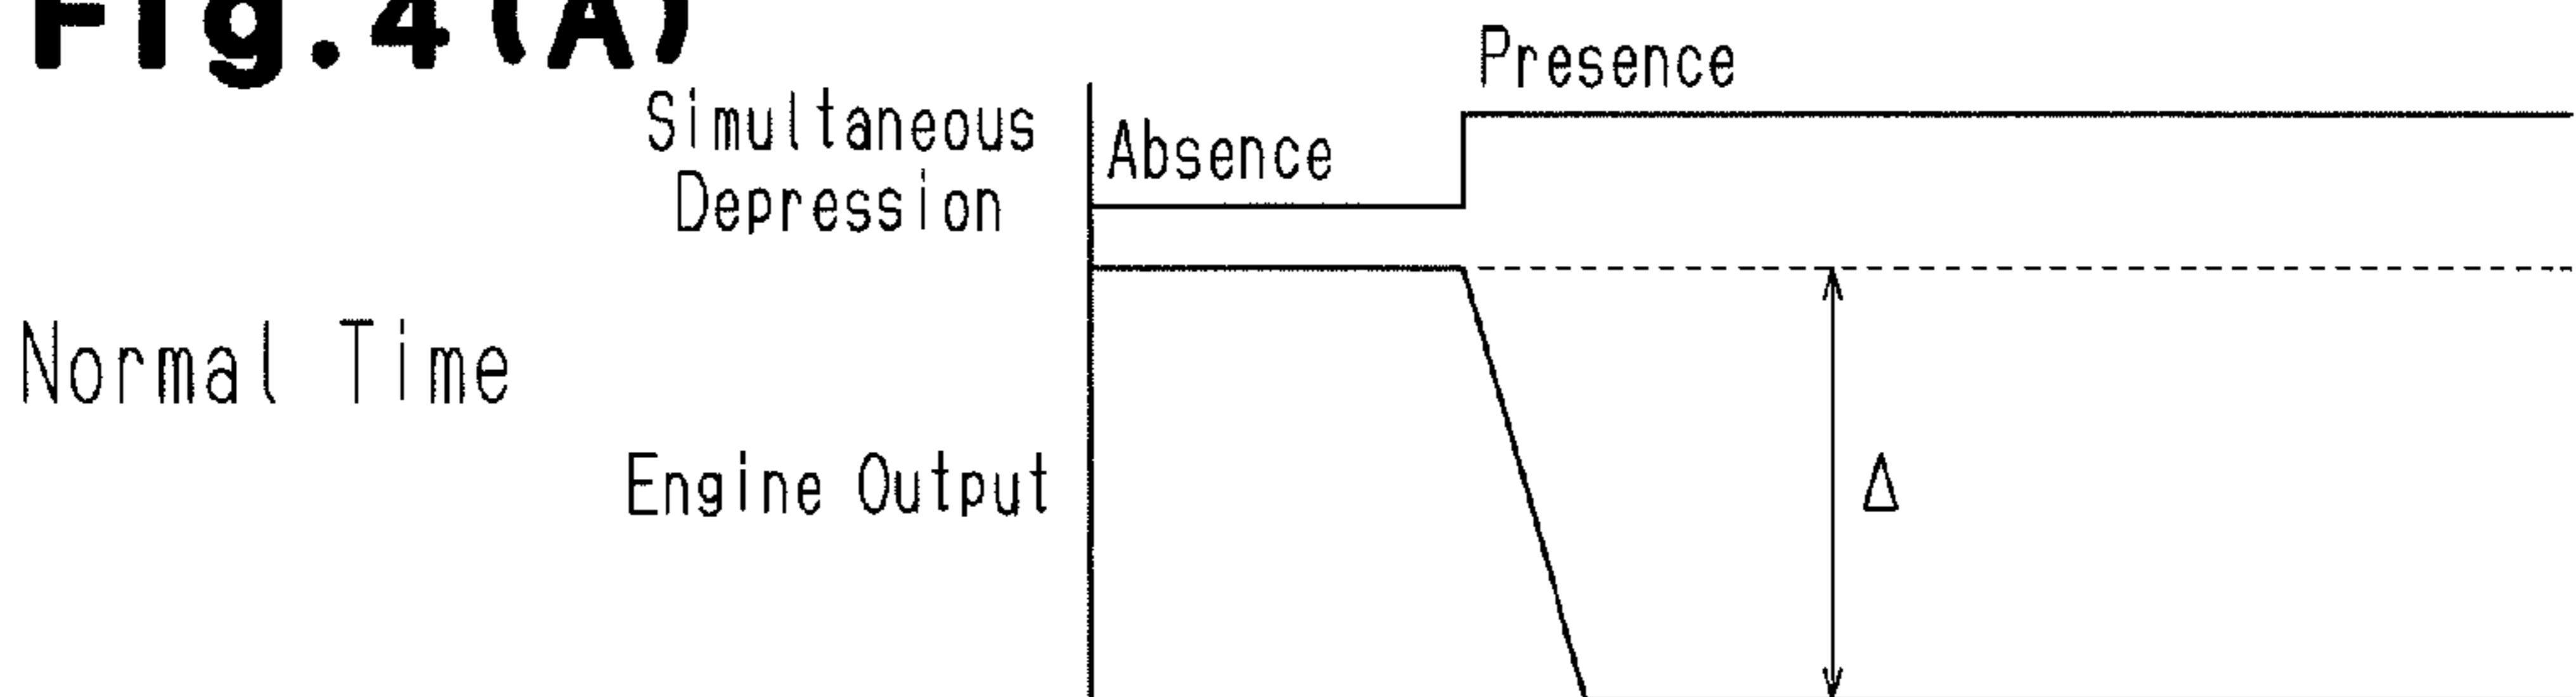 Fig.4(A)
Presence
Simultaneous
Depression
Absence
Normal Time
Engine Output
Δ